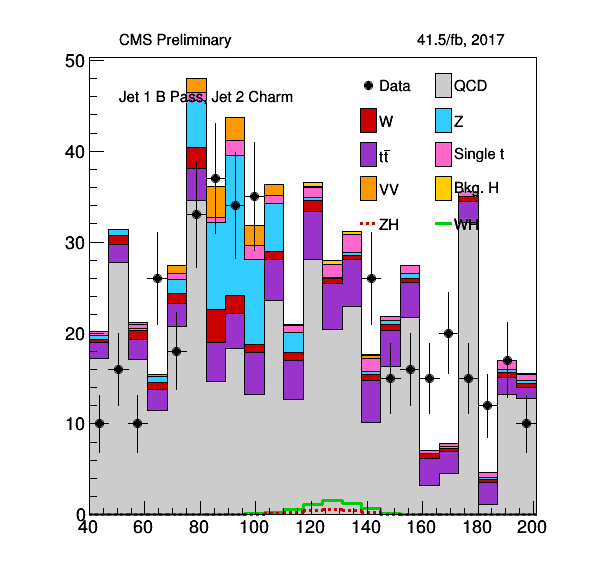 CMS Preliminary 41.5/fb, 2017
50
Jet 1 B Pass, Jet 2 Charm
Data QCD
W Z
tt̄ Single t
VV Bkg. H
ZH WH
40
30
20
10
0
40 60 80 100 120 140 160 180 200